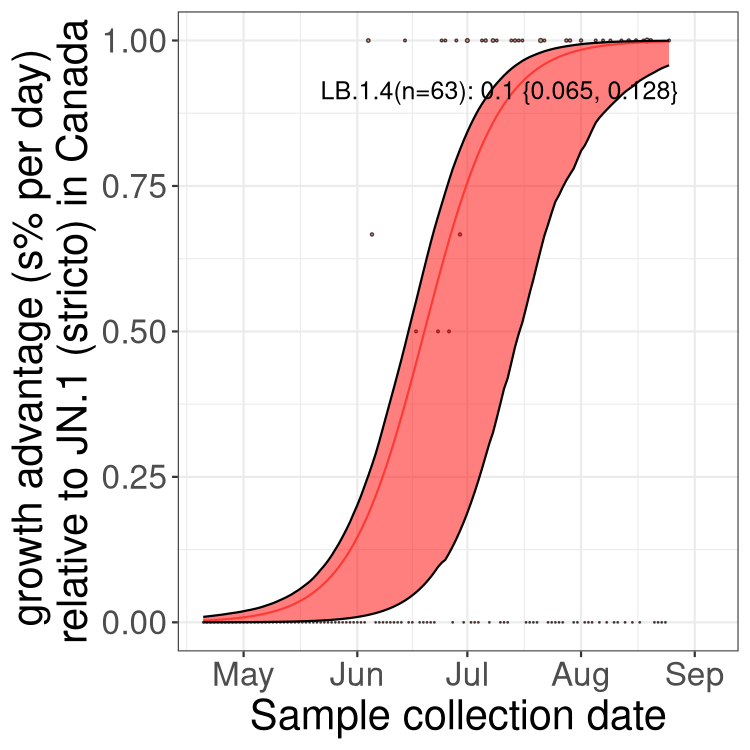 growth advantage (s% per day)
relative to JN.1 (stricto) in Canada
1.00
0.75
0.50
0.25
0.00
LB.1.4(n=63): 0.1 {0.065, 0.128}
May Jun Jul Aug Sep
Sample collection date